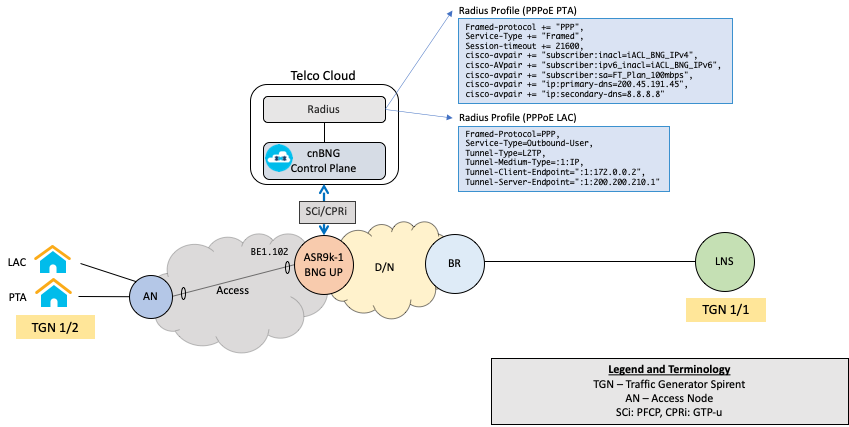 Radius Profile (PPPoE PTA)
Framed-protocol += "PPP",
Service-Type += "Framed",
Session-timeout += 21600,
cisco-avpair += "subscriber:inacl=iACL_BNG_IPv4",
cisco-AVpair += "subscriber:ipv6_inacl=iACL_BNG_IPv6",
cisco-avpair += "subscriber:sa=FT_Plan_100mbps",
cisco-avpair += "ip:primary-dns=200.45.191.45",
cisco-avpair += "ip:secondary-dns=8.8.8.8"
Telco Cloud
Radius
cnBNG
Control Plane
Radius Profile (PPPoE LAC)
Framed-Protocol=PPP,
Service-Type=Outbound-User,
Tunnel-Type=L2TP,
Tunnel-Medium-Type=:1:IP,
Tunnel-Client-Endpoint=":1:172.0.0.2",
Tunnel-Server-Endpoint=":1:200.200.210.1"
SCi/CPRi
LAC
PTA
TGN 1/2
AN
BE1.102
Access
ASR9k-1
BNG UP
D/N
BR
LNS
TGN 1/1
Legend and Terminology
TGN – Traffic Generator Spirent
AN – Access Node
SCi: PFCP, CPRi: GTP-u